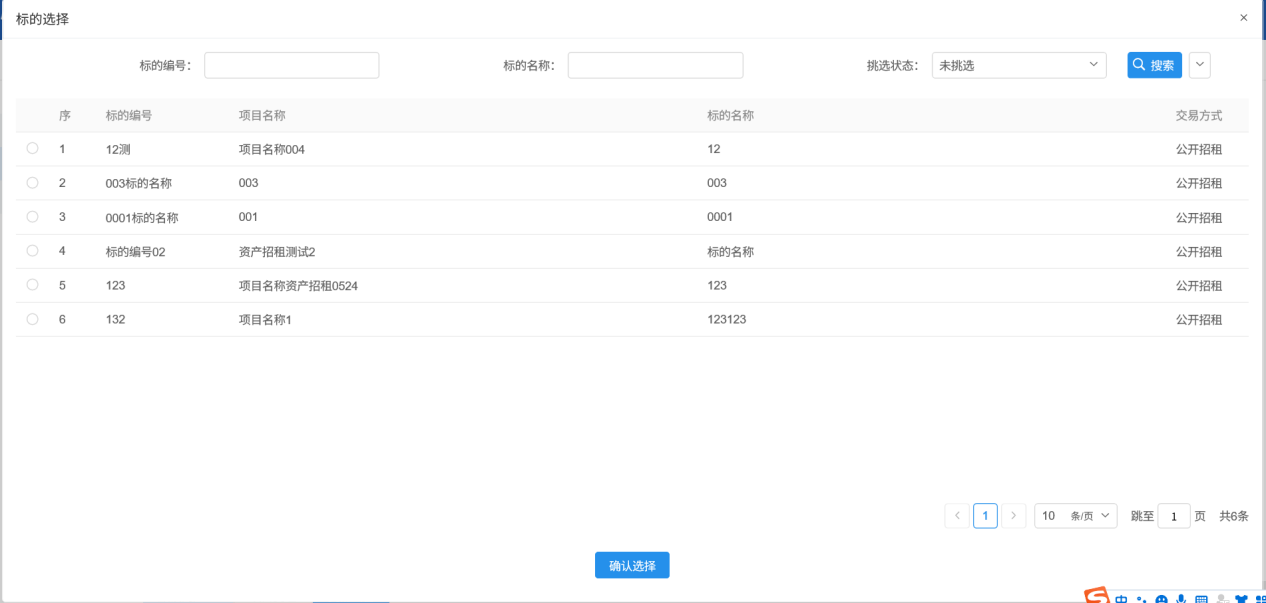 标的选择 ×
标的编号： 标的名称： 挑选状态： 未挑选 搜索
序 标的编号 项目名称 标的名称 交易方式
1 12测 项目名称004 12 公开招租
2 003标的名称 003 003 公开招租
3 0001标的名称 001 0001 公开招租
4 标的编号02 资产招租测试2 标的名称 公开招租
5 123 项目名称资产招租0524 123 公开招租
6 132 项目名称1 123123 公开招租
< 1 > 10 条/页 跳至 1 页 共6条
确认选择
S 中